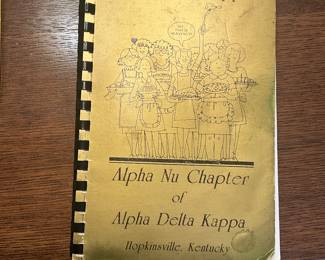 Alpha Nu Chapter
of
Alpha Delta Kappa
Hopkinsville, Kentucky